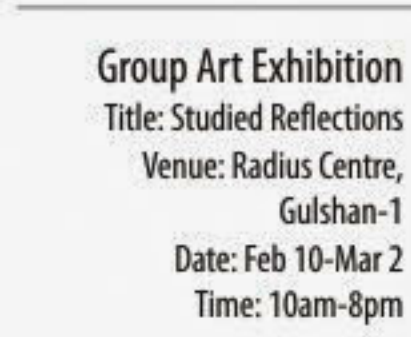 Group Art Exhibition
Title: Studied Reflections
Venue: Radius Centre,
Gulshan-1
Date: Feb 10-Mar 2
Time: 10am-8pm